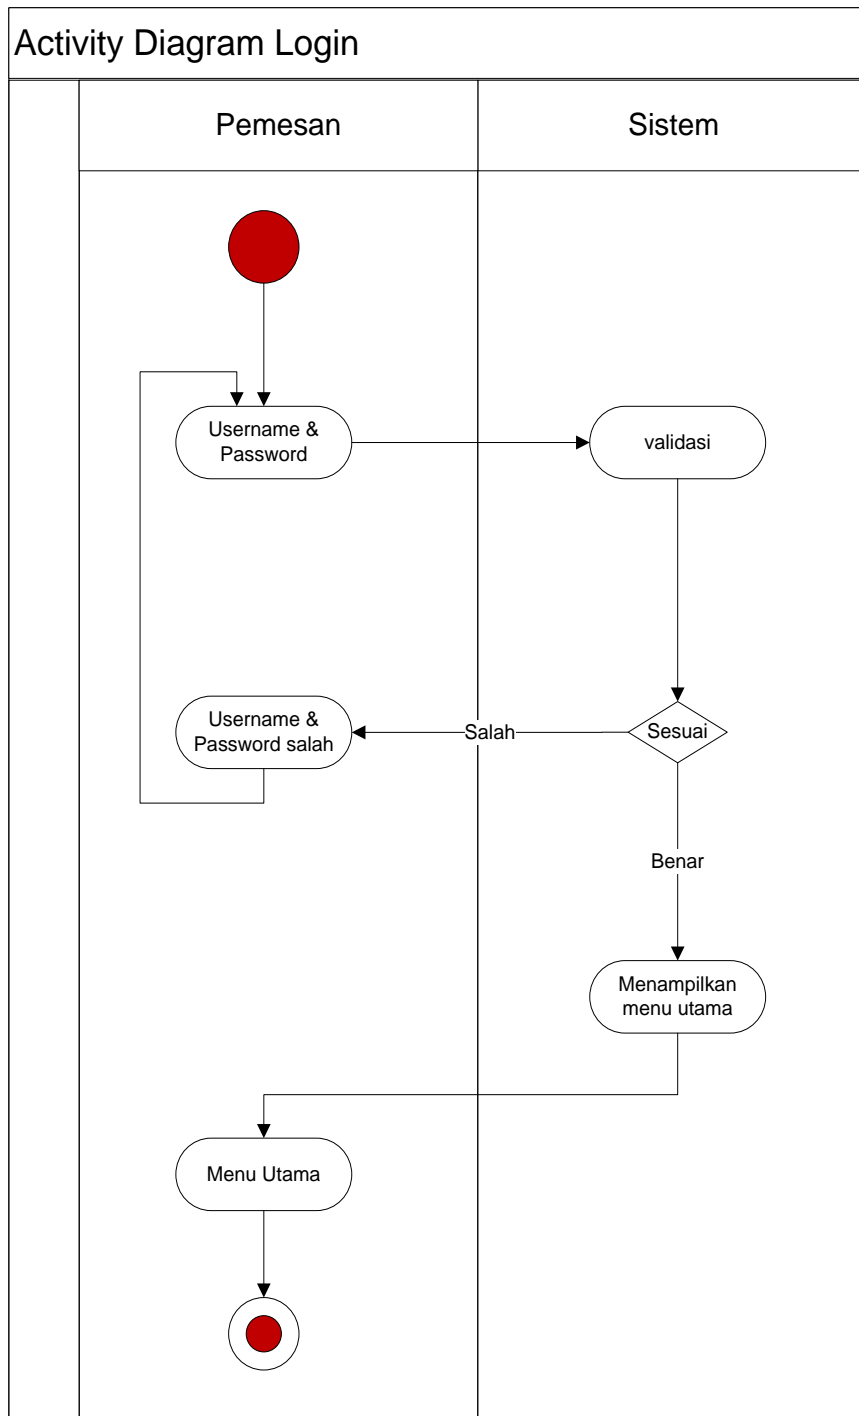 Activity Diagram Login
Pemesan
Sistem
Username &
Password
validasi
Username &
Password salah
Salah
Sesuai
Benar
Menampilkan
menu utama
Menu Utama